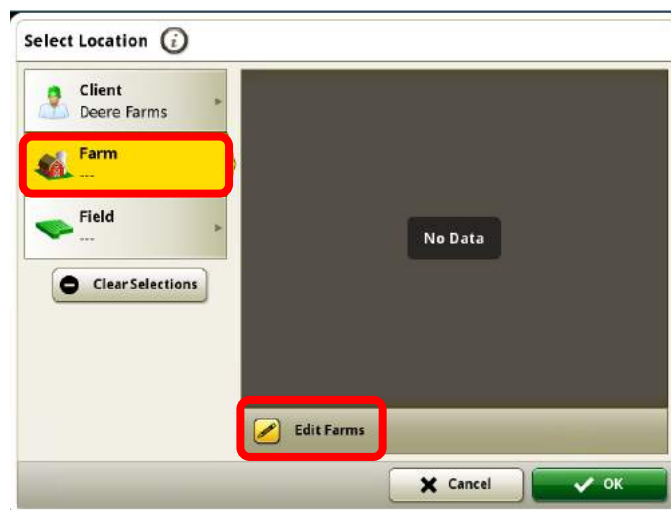 Select Location i
Client
Deere Farms
Farm
---
Field
---
Clear Selections
No Data
Edit Farms
Cancel
OK